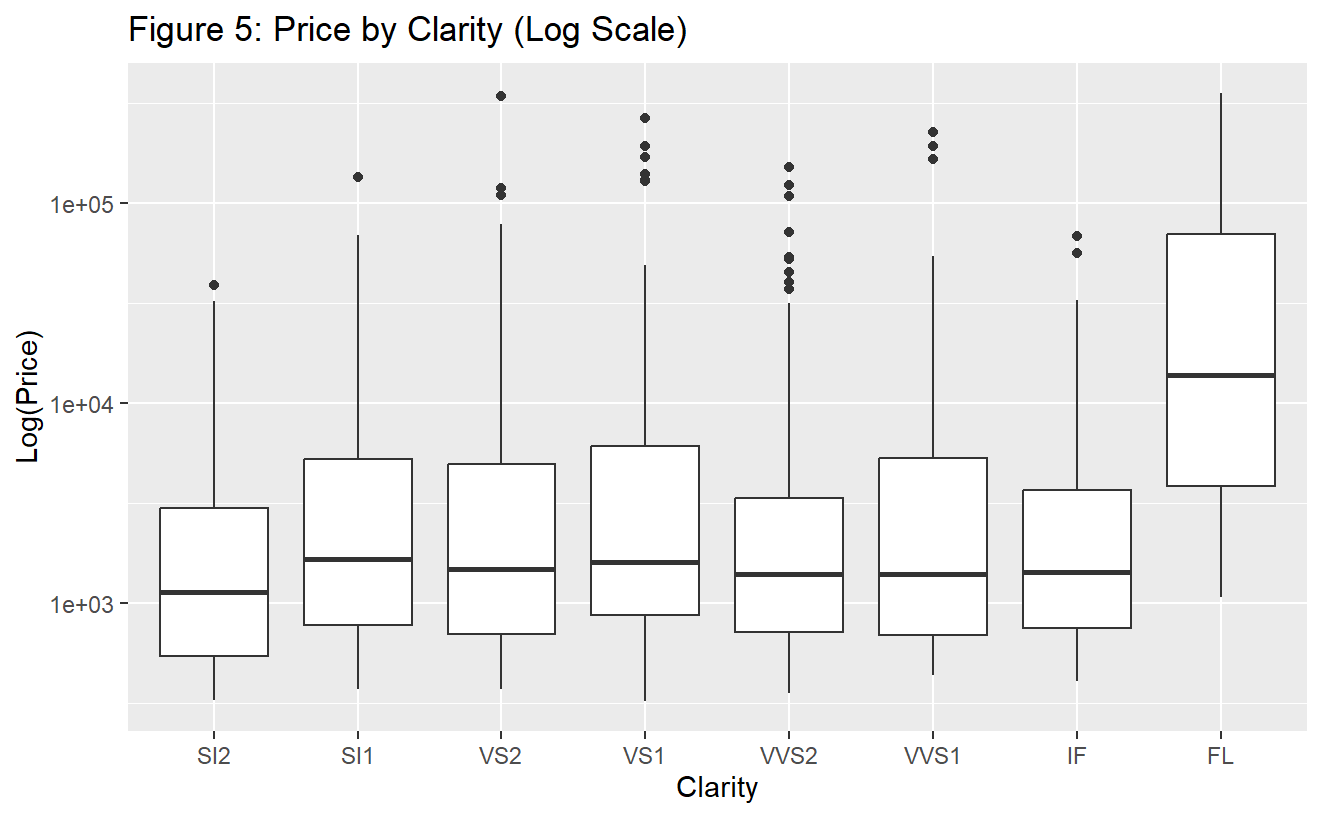 Figure 5: Price by Clarity (Log Scale)
Log(Price)
1e+05
1e+04
1e+03
SI2 SI1 VS2 VS1 VVS2 VVS1 IF FL
Clarity